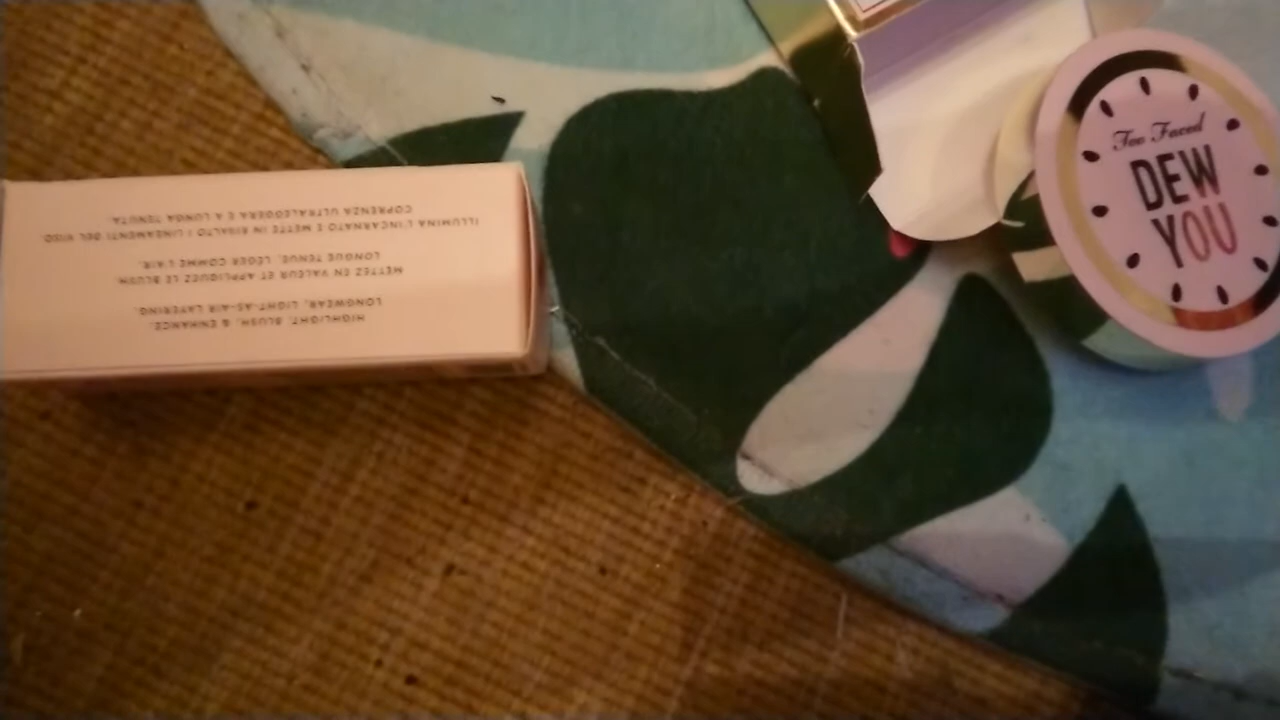 HIGHLIGHT, BLUSH, & ENHANCE.
LONGWEAR, LIGHT-AS-AIR LAYERING.
METTEZ EN VALEUR ET APPLIQUEZ LE BLUSH.
LONGUE TENUE, LÉGER COMME L'AIR.
ILLUMINA L'INCARNATO E METTE IN RISALTO I LINEAMENTI DEL VISO.
COPRENZA ULTRALEGGERA E A LUNGA TENUTA.
Too Faced
DEW
YOU